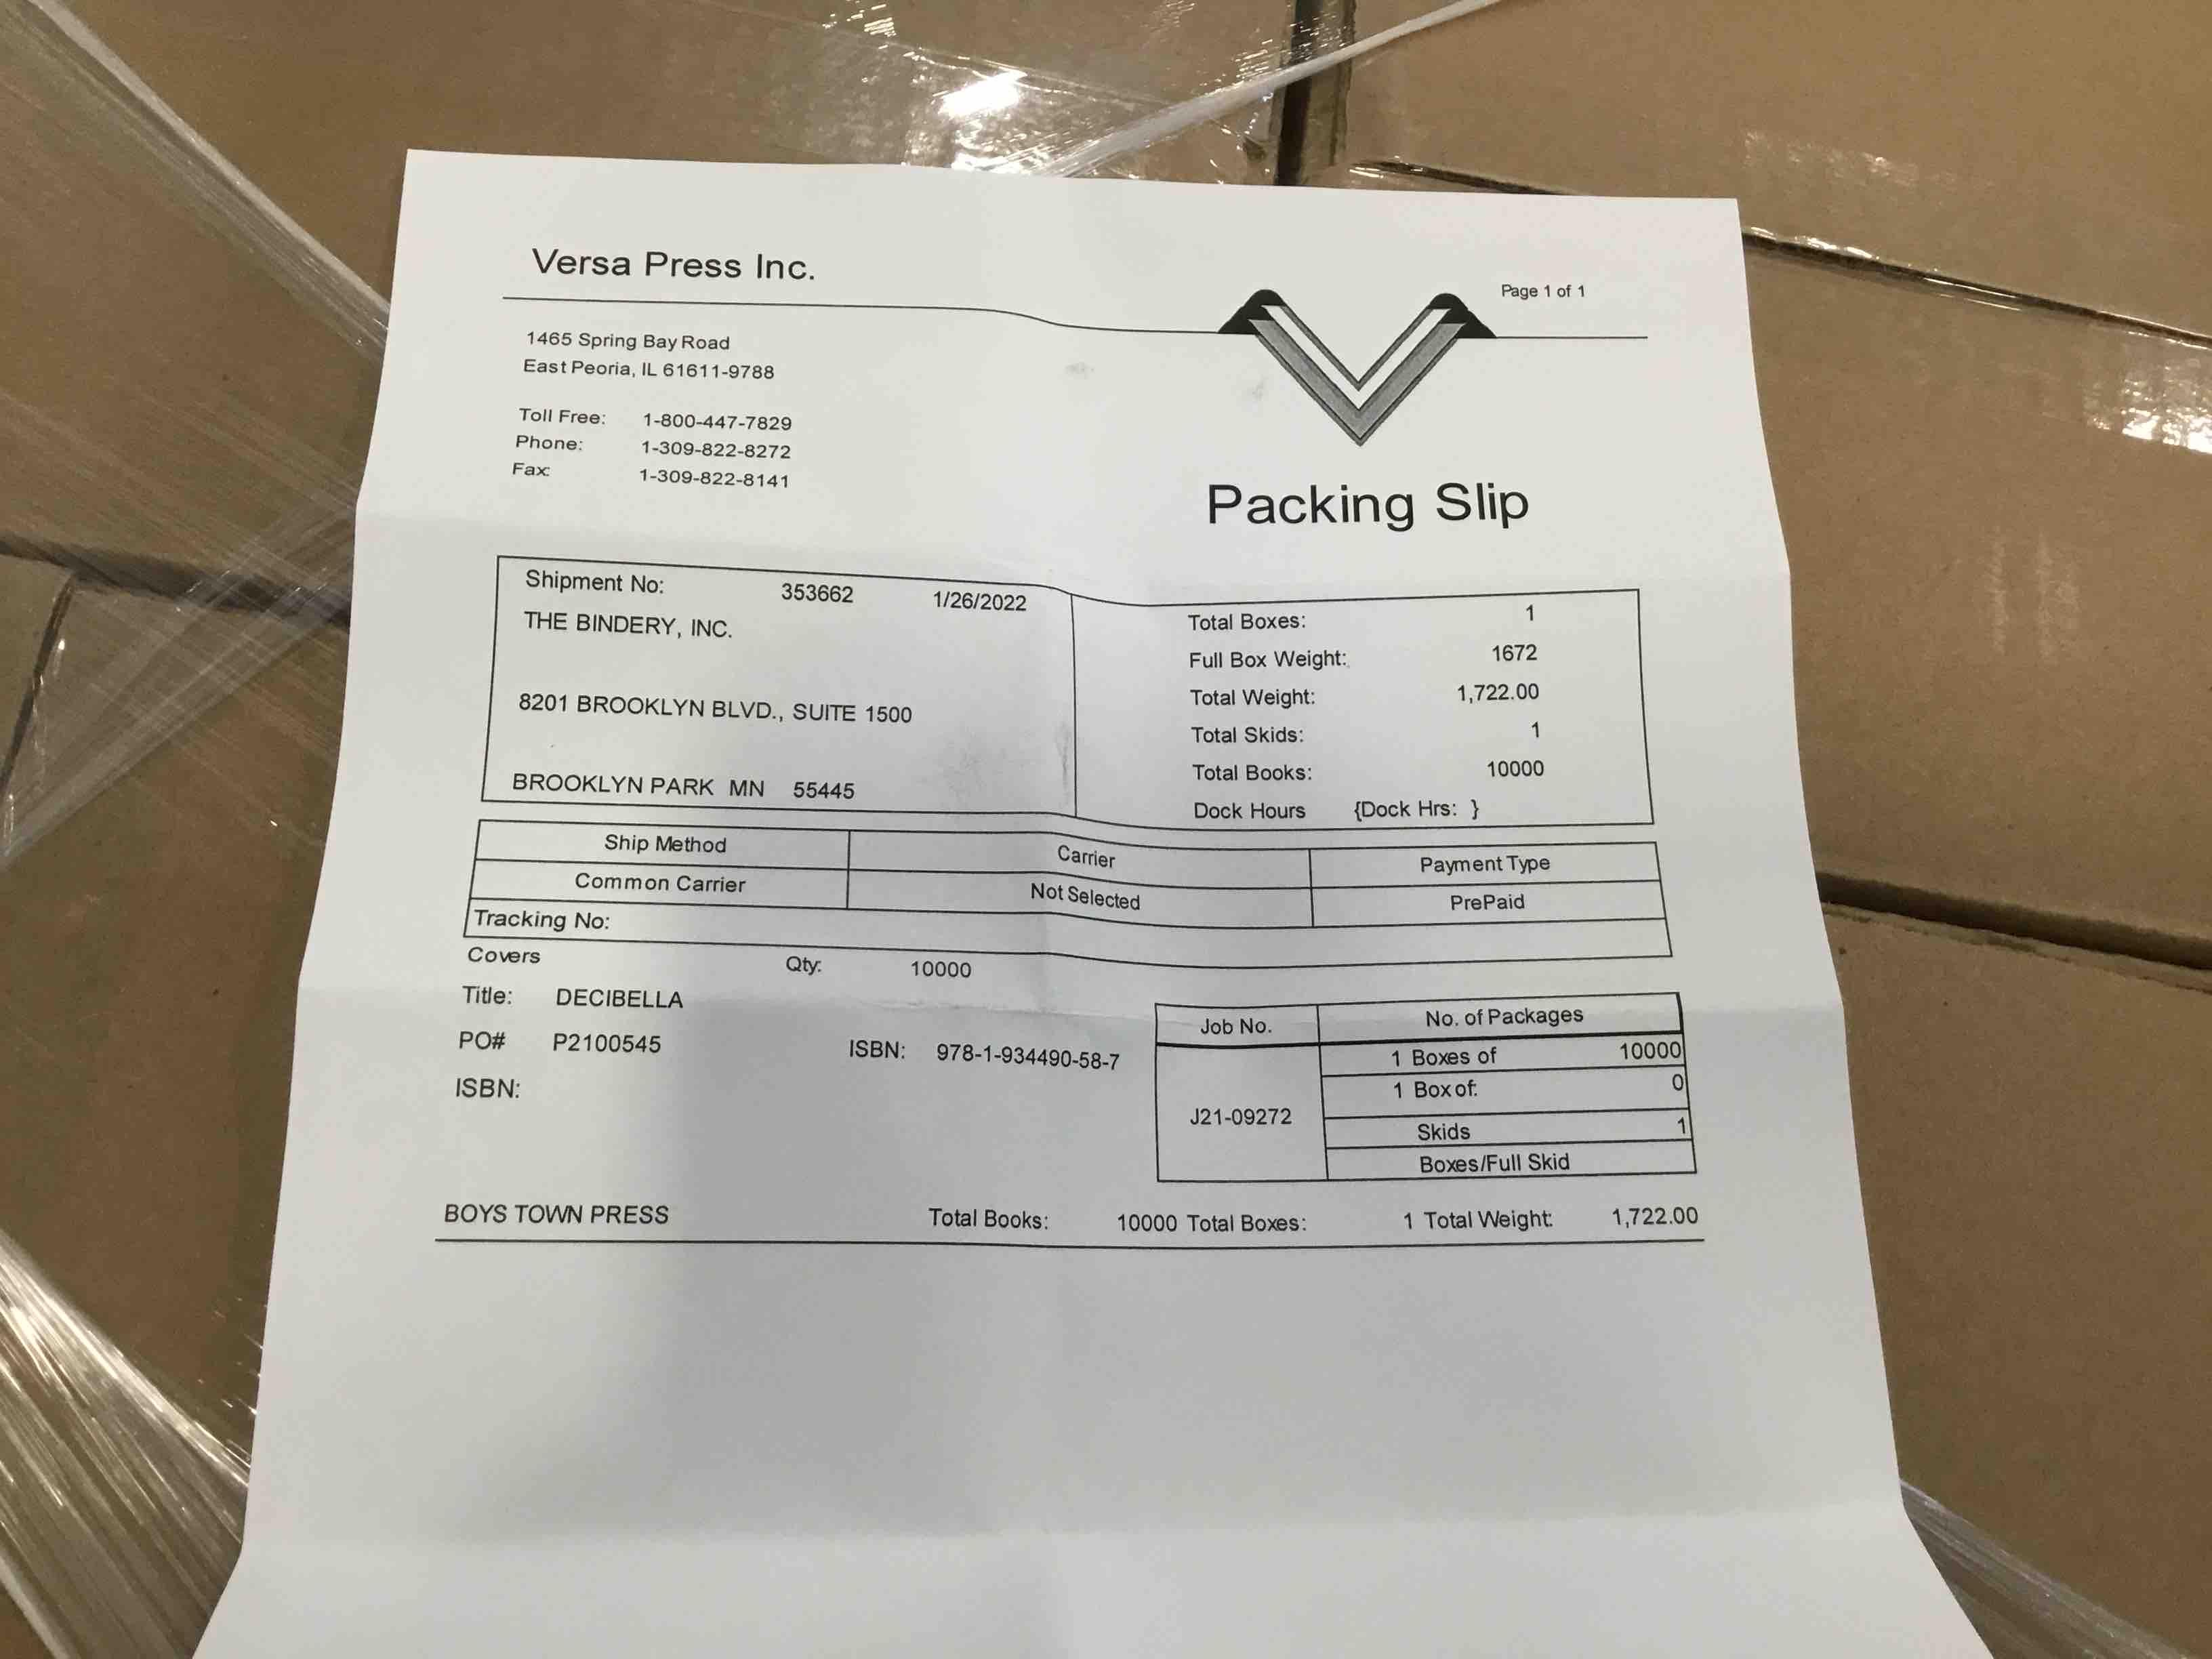 Versa Press Inc.
Page 1 of 1
1465 Spring Bay Road
East Peoria, IL 61611-9788
Toll Free: 1-800-447-7829
Phone: 1-309-822-8272
Fax: 1-309-822-8141
Packing Slip
Shipment No: 353662 1/26/2022
THE BINDERY, INC.
8201 BROOKLYN BLVD., SUITE 1500
BROOKLYN PARK MN 55445
Total Boxes: 1
Full Box Weight: 1672
Total Weight: 1,722.00
Total Skids: 1
Total Books: 10000
Dock Hours {Dock Hrs: }
Ship Method Carrier Payment Type
Common Carrier Not Selected PrePaid
Tracking No:
Covers Qty: 10000
Title: DECIBELLA
PO# P2100545 ISBN: 978-1-934490-58-7
ISBN:
Job No. No. of Packages
J21-09272
1 Boxes of 10000
1 Box of: 0
Skids 1
Boxes/Full Skid
BOYS TOWN PRESS Total Books: 10000 Total Boxes: 1 Total Weight: 1,722.00